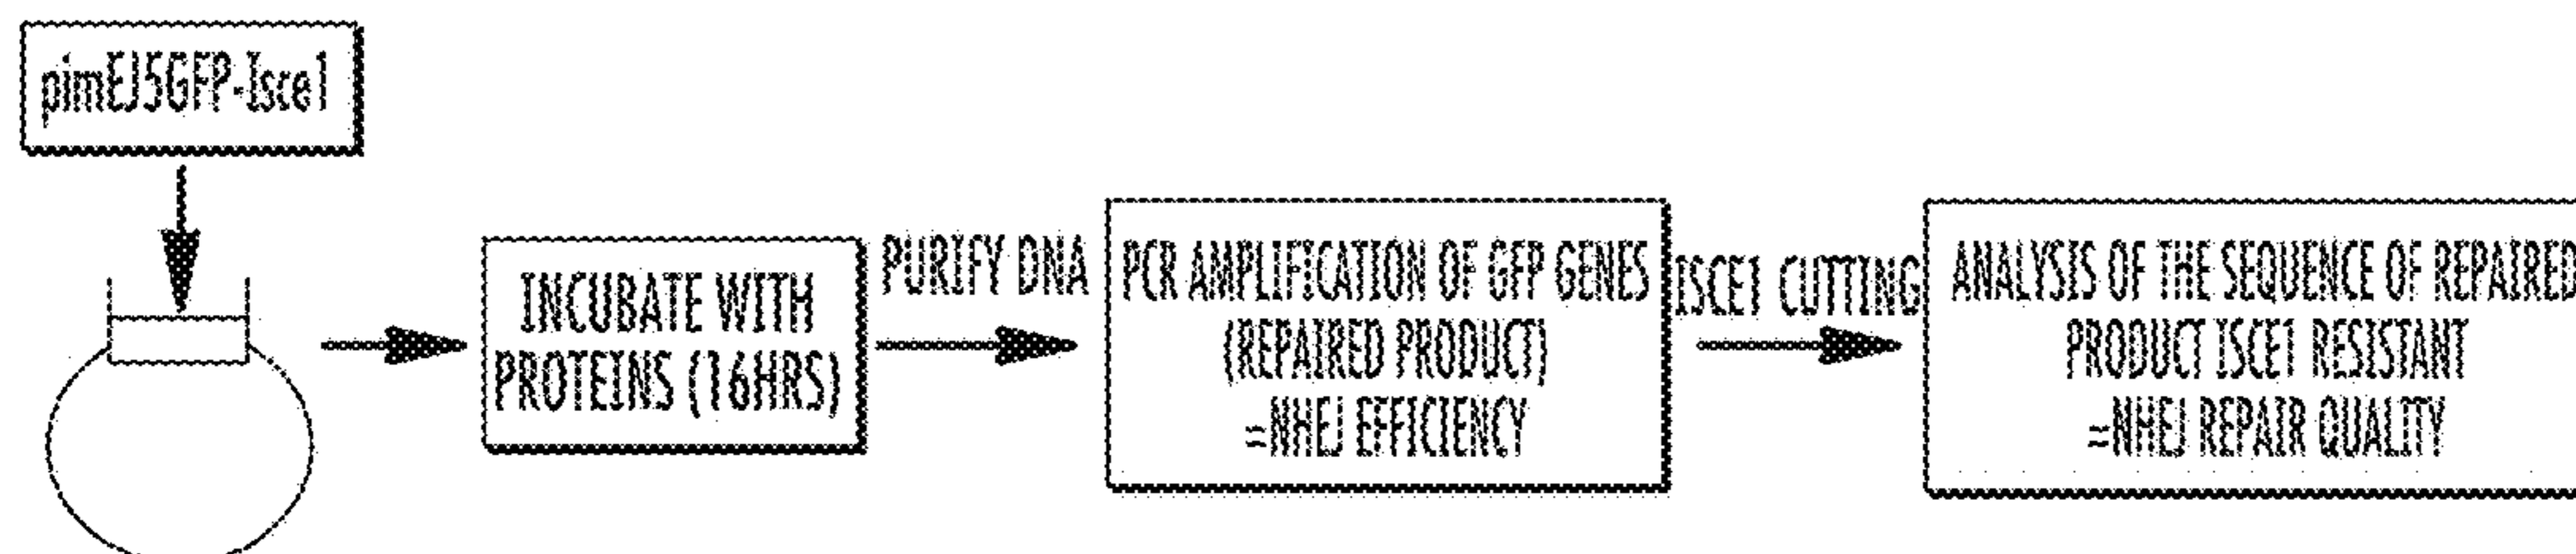 pimEJ5GFP-Isce1
INCUBATE WITH
PROTEINS (16HRS)
PURIFY DNA
PCR AMPLIFICATION OF GFP GENES
(REPAIRED PRODUCT)
=NHEJ EFFICIENCY
ISCE1 CUTTING
ANALYSIS OF THE SEQUENCE OF REPAIRED
PRODUCT ISCE1 RESISTANT
=NHEJ REPAIR QUALITY